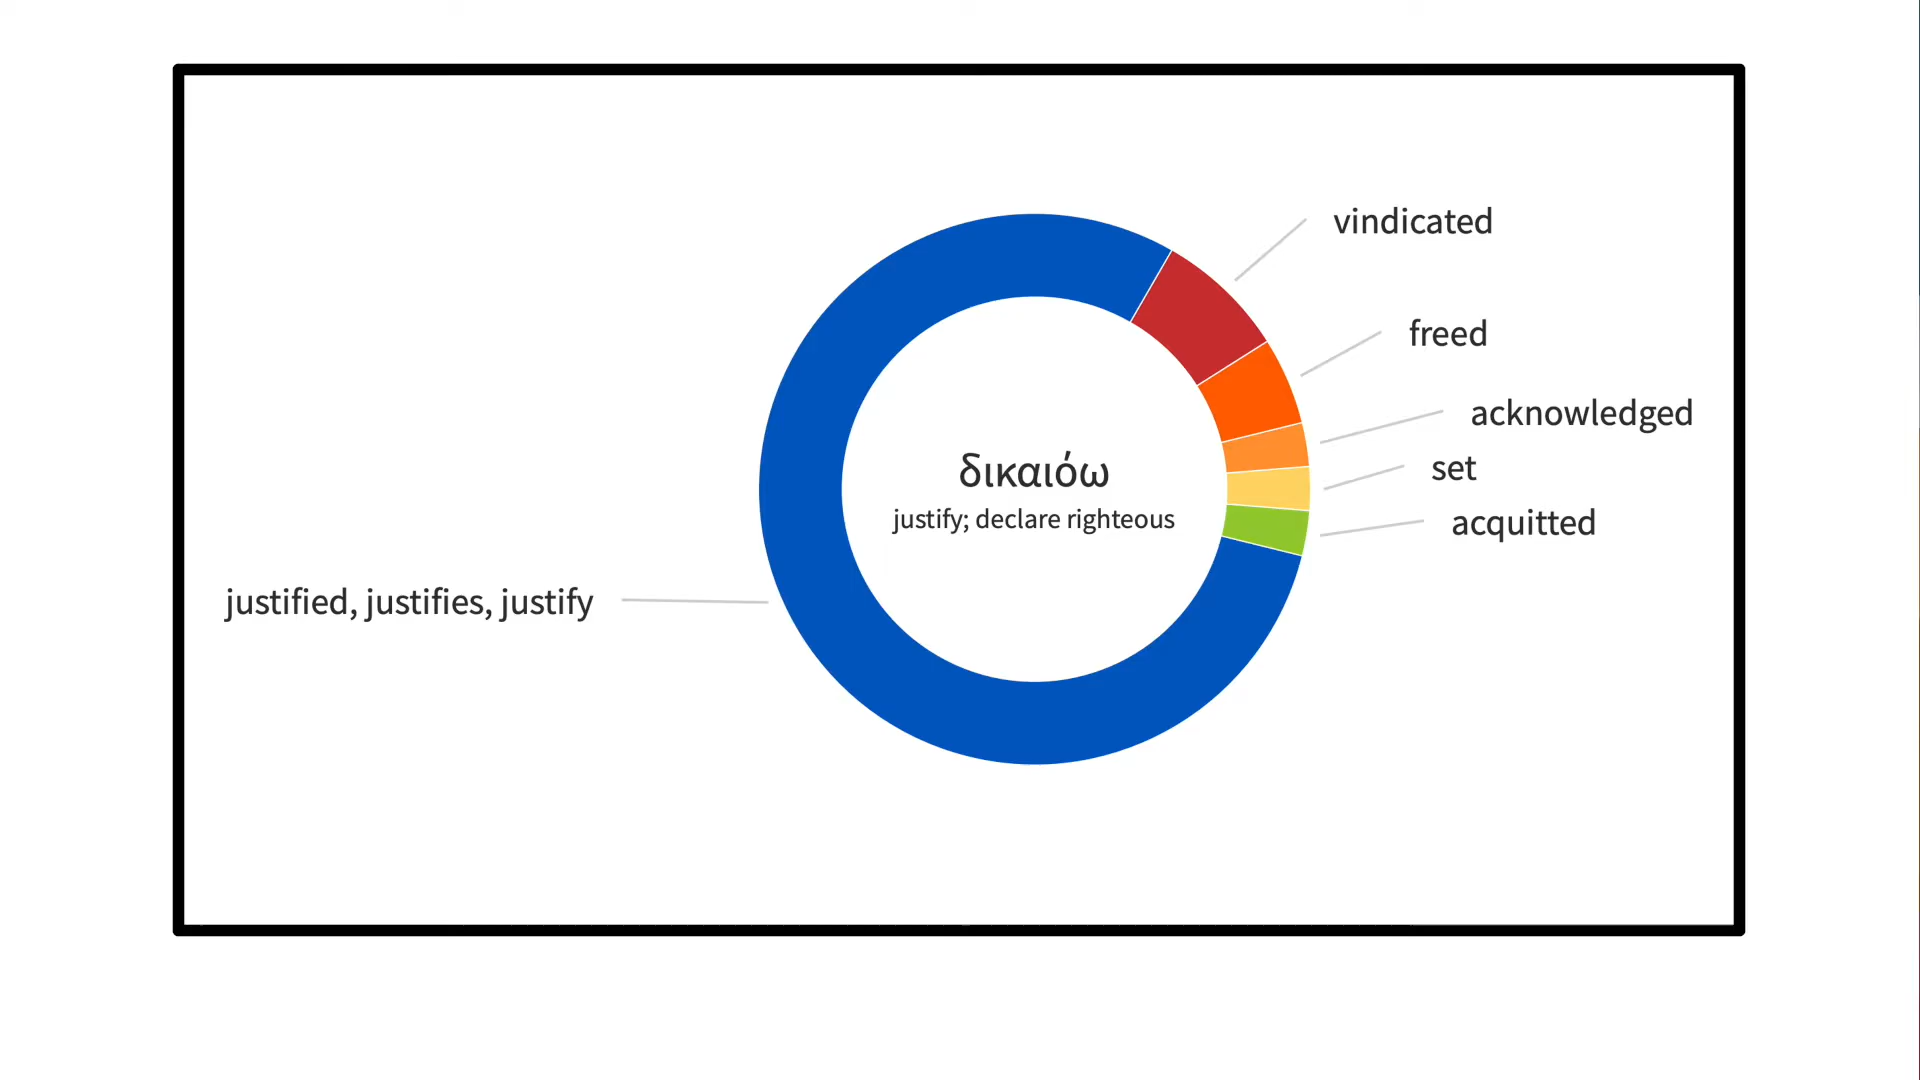 vindicated
freed
acknowledged
set
acquitted
δικαιόω
justify; declare righteous
justified, justifies, justify